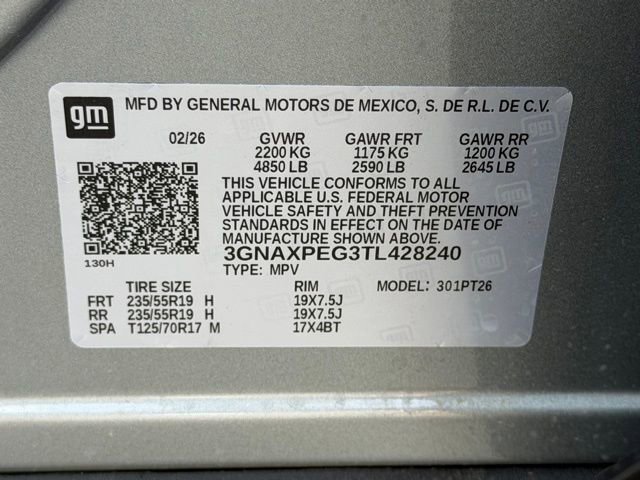 gm MFD BY GENERAL MOTORS DE MEXICO, S. DE R.L. DE C.V.
02/26 GVWR GAWR FRT GAWR RR
2200 KG 1175 KG 1200 KG
4850 LB 2590 LB 2645 LB
THIS VEHICLE CONFORMS TO ALL
APPLICABLE U.S. FEDERAL MOTOR
VEHICLE SAFETY AND THEFT PREVENTION
STANDARDS IN EFFECT ON THE DATE OF
MANUFACTURE SHOWN ABOVE.
130H
3GNAXPEG3TL428240
TYPE: MPV
TIRE SIZE RIM MODEL: 301PT26
FRT 235/55R19 H 19X7.5J
RR 235/55R19 H 19X7.5J
SPA T125/70R17 M 17X4BT